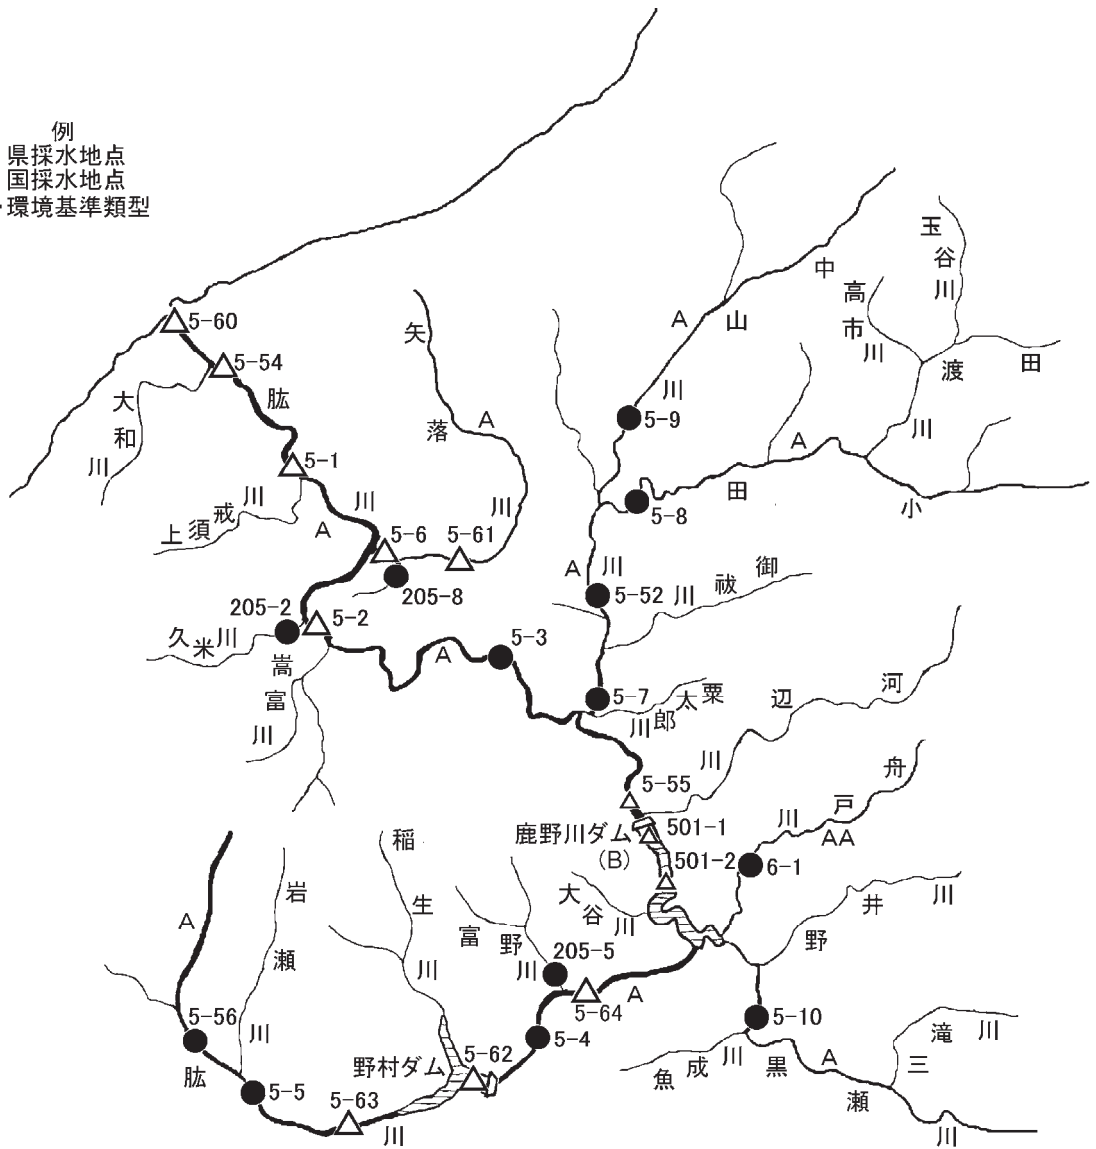 例
県採水地点
国採水地点
環境基準類型
5-60
5-54
肱
大和川
5-1
川
A
上須戒川
矢落川
A
5-6
5-61
205-8
205-2
5-2
久米川
嵩富川
A
5-3
中山川
A
5-9
玉谷川
高市川
渡
田
川
小田
A
5-8
川
A
5-52
御祓川
5-7
粟太郎川
河辺川
5-55
鹿野川ダム
(B)
501-1
501-2
舟戸川
AA
6-1
大谷川
野井川
5-10
黒瀬川
A
三滝川
魚成川
稲生川
岩瀬川
富野川
205-5
A
5-64
5-4
5-62
野村ダム
A
5-56
肱
5-5
5-63
川